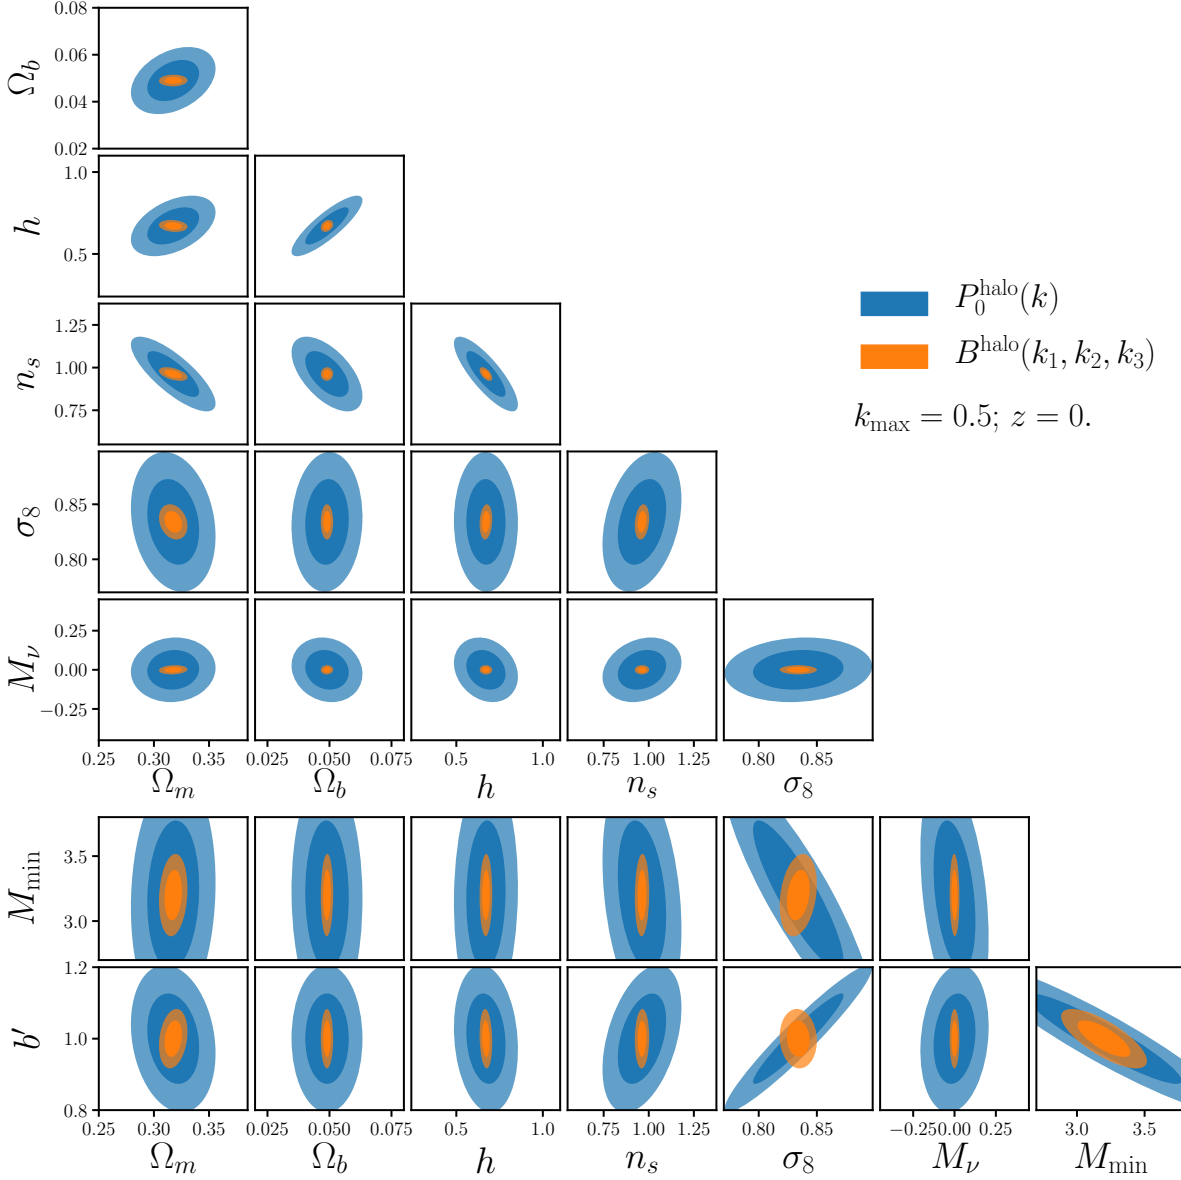 0.08
0.06
0.04
0.02
Ω_b
1.0
0.5
h
P_0^halo(k)
B^halo(k_1, k_2, k_3)
k_max = 0.5; z = 0.
1.25
1.00
0.75
n_s
0.85
0.80
σ_8
0.25
0.00
−0.25
M_ν
0.25 0.30 0.35 0.025 0.050 0.075 0.5 1.0 0.75 1.00 1.25 0.80 0.85
Ω_m Ω_b h n_s σ_8
3.5
3.0
M_min
1.2
1.0
0.8
b′
0.25 0.30 0.35 0.025 0.050 0.075 0.5 1.0 0.75 1.00 1.25 0.80 0.85 −0.25 0.00 0.25 3.0 3.5
Ω_m Ω_b h n_s σ_8 M_ν M_min